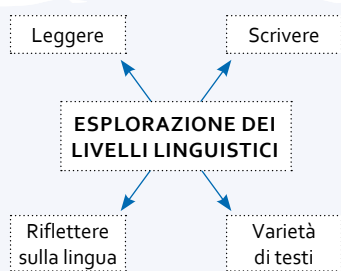 Leggere
Scrivere
ESPLORAZIONE DEI
LIVELLI LINGUISTICI
Riflettere
sulla lingua
Varietà
di testi